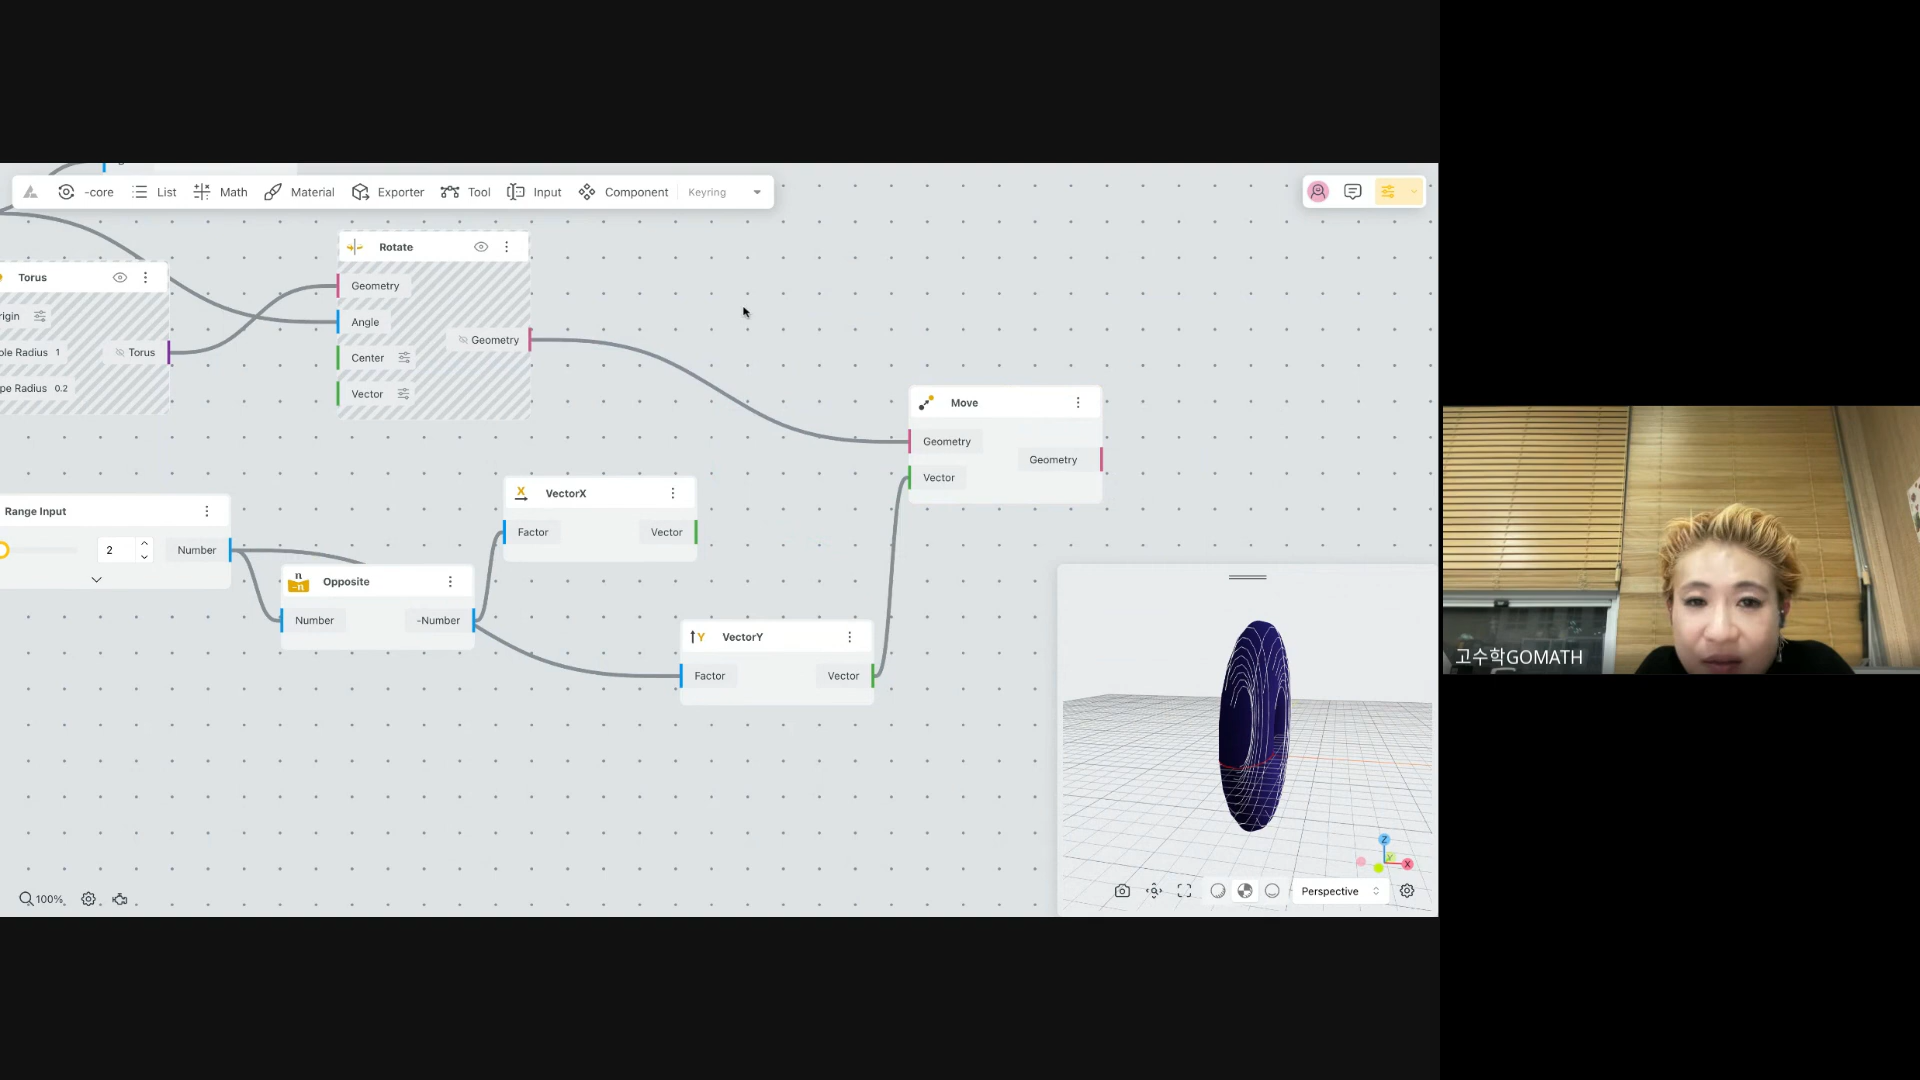 -core List Math Material Exporter Tool Input Component Keyring
Rotate
Geometry
Angle
Center
Vector
Geometry
Torus
rigin
ole Radius 1
pe Radius 0.2
Torus
Move
Geometry
Vector
Geometry
X VectorX
Factor Vector
Range Input
2 Number
n
-n
Opposite
Number -Number
Y VectorY
Factor Vector
Z
Y
X
100%
Perspective
고수학GOMATH